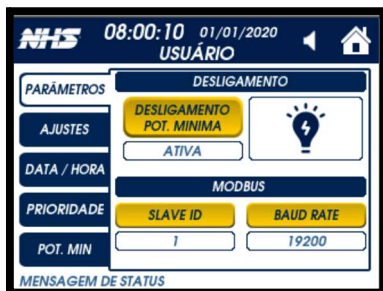 NHS 08:00:10 01/01/2020
USUÁRIO
PARÂMETROS
AJUSTES
DATA / HORA
PRIORIDADE
POT. MIN
DESLIGAMENTO
DESLIGAMENTO
POT. MINIMA
ATIVA
MODBUS
SLAVE ID BAUD RATE
1 19200
MENSAGEM DE STATUS